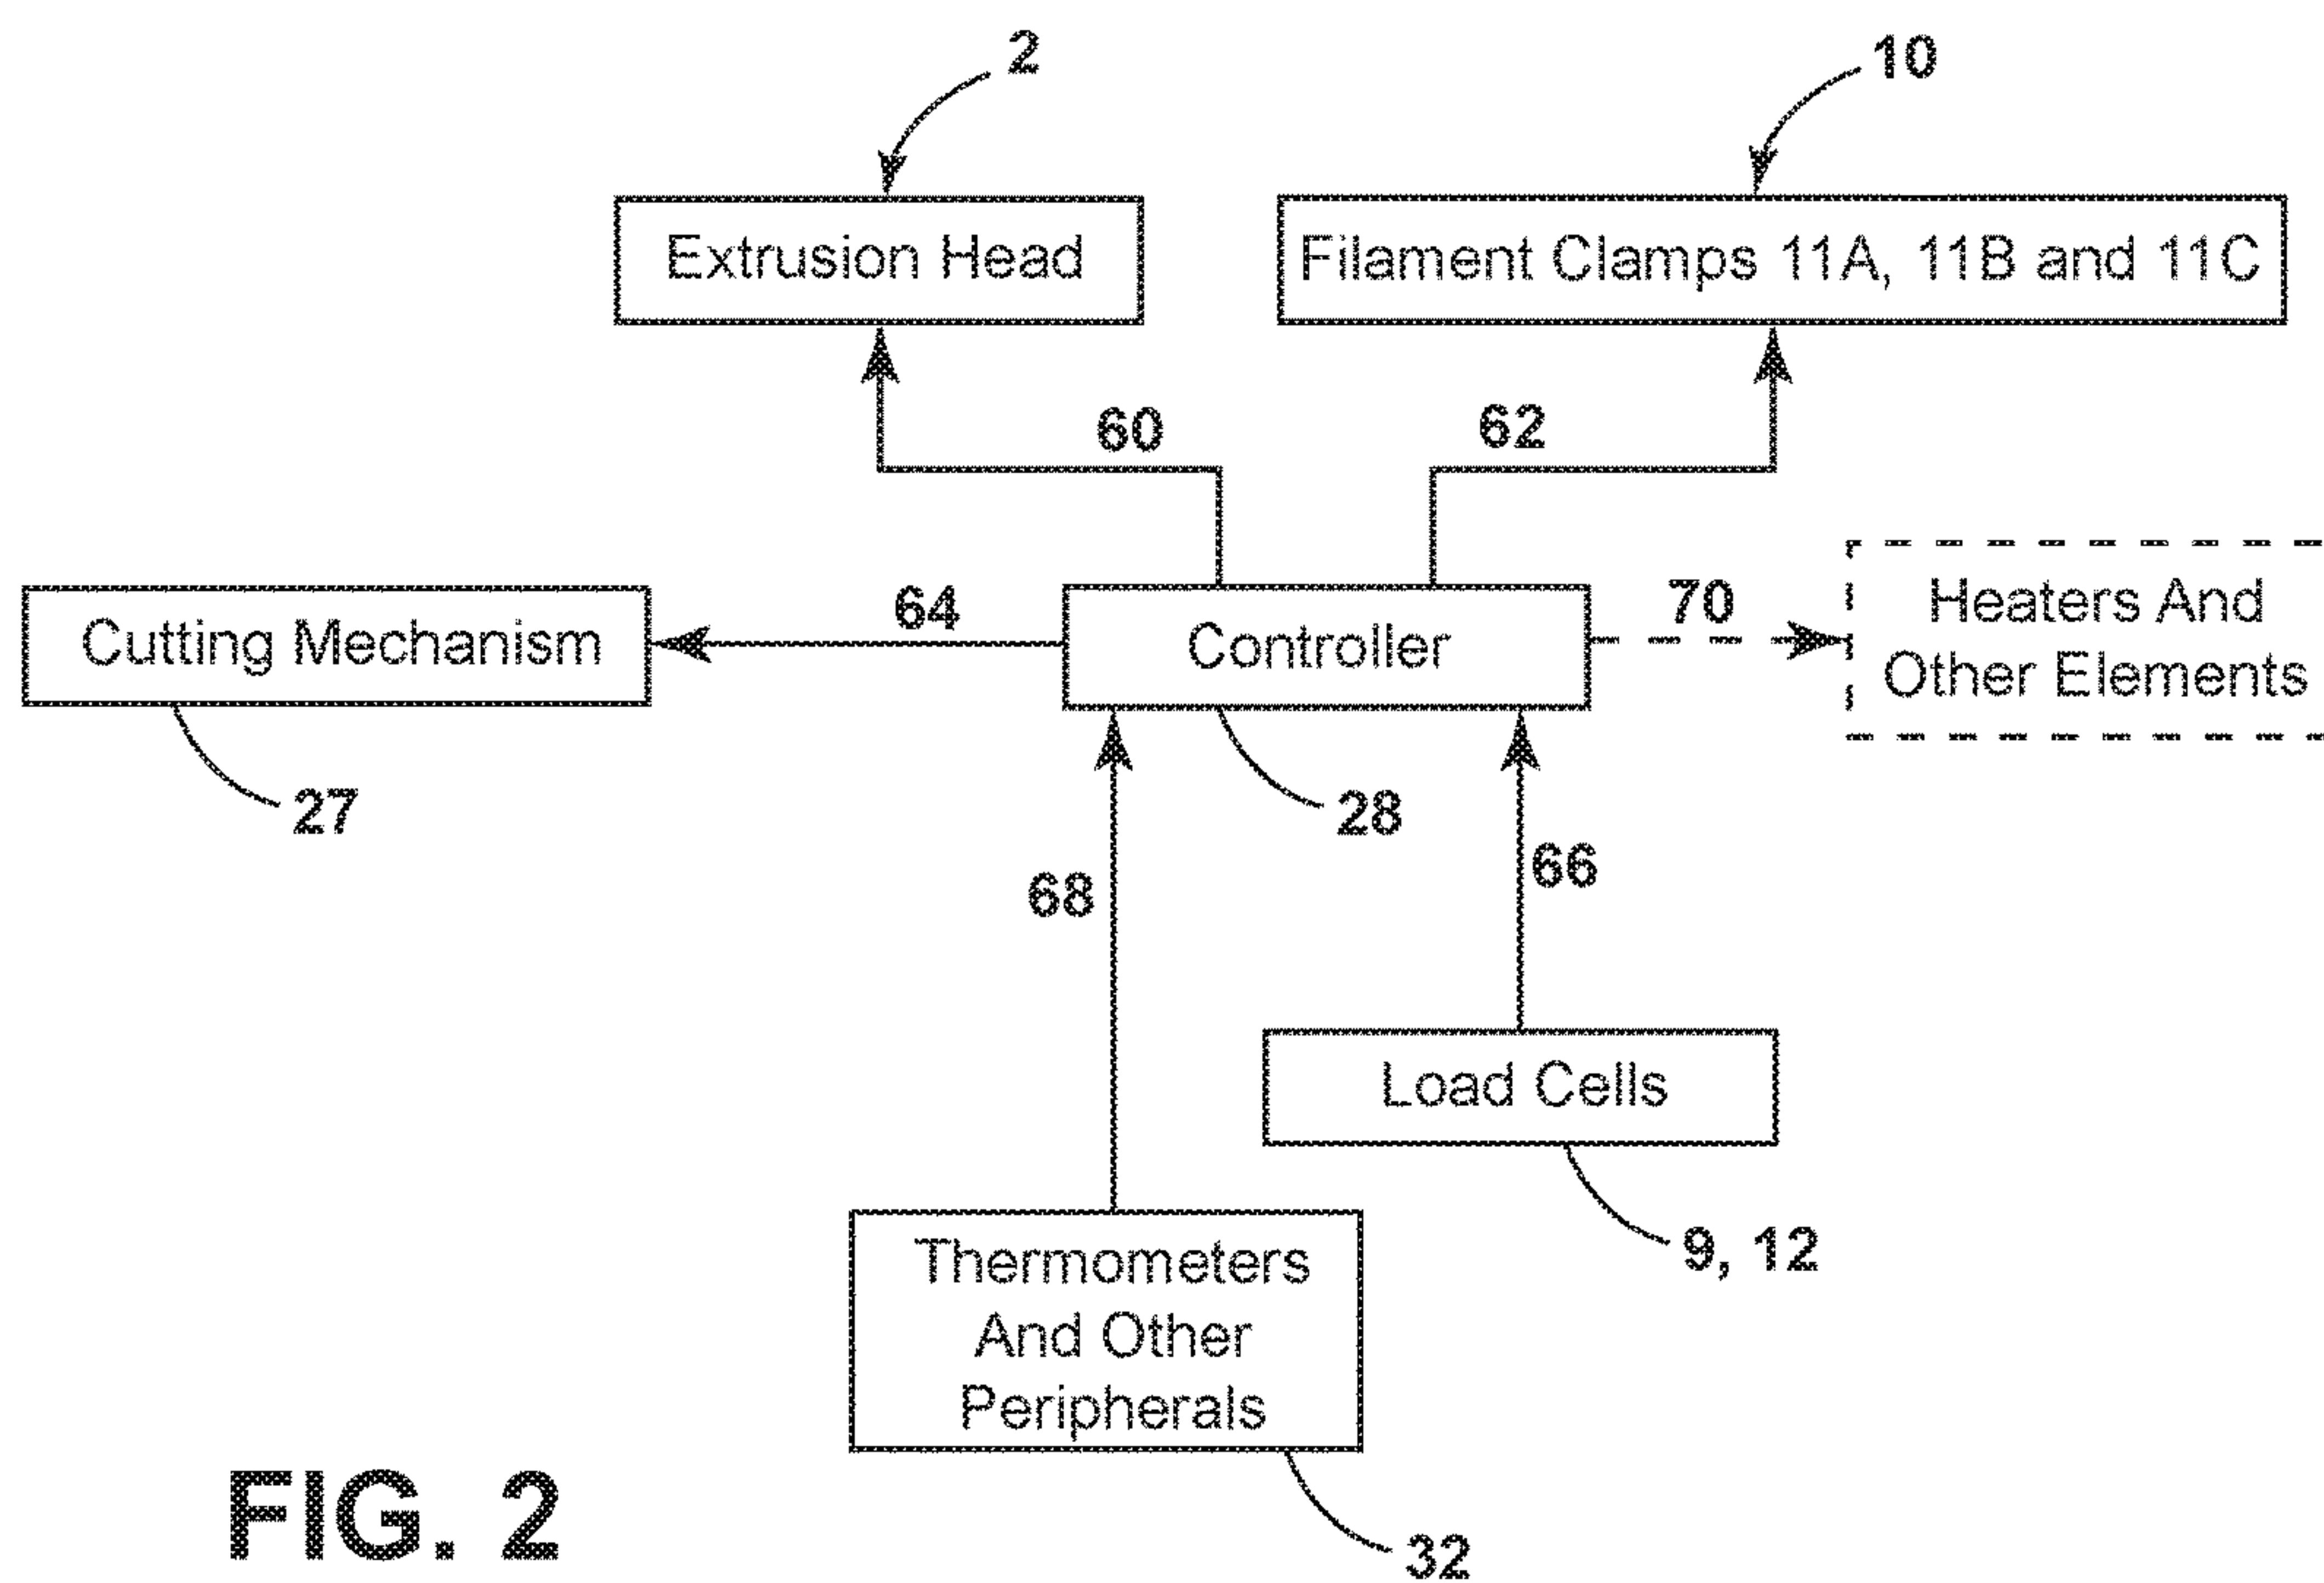 2
10
Extrusion Head
Filament Clamps 11A, 11B and 11C
60
62
64
70
Cutting Mechanism
Controller
Heaters And
Other Elements
27
28
68
66
Load Cells
9, 12
Thermometers
And Other
Peripherals
32
FIG. 2